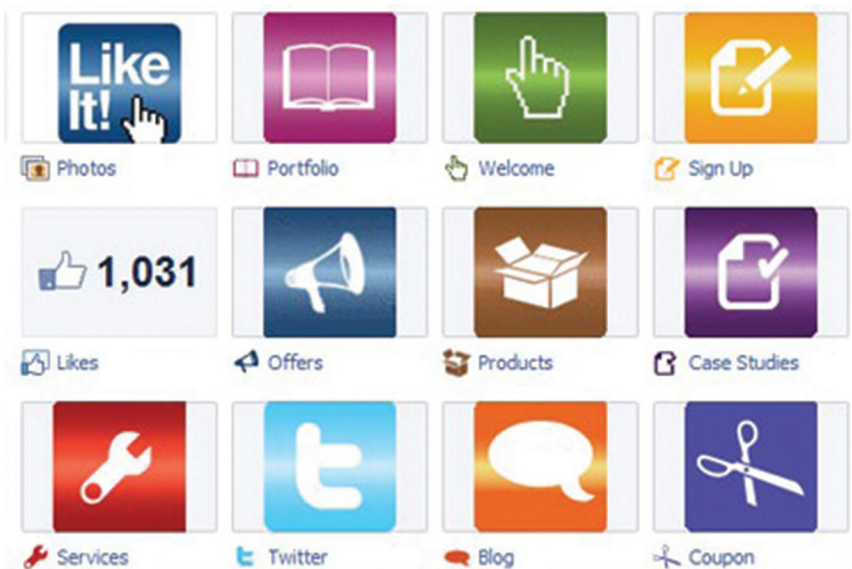 Like
It!
Photos
Portfolio
Welcome
Sign Up
1,031
Likes
Offers
Products
Case Studies
t
Services
Twitter
Blog
Coupon